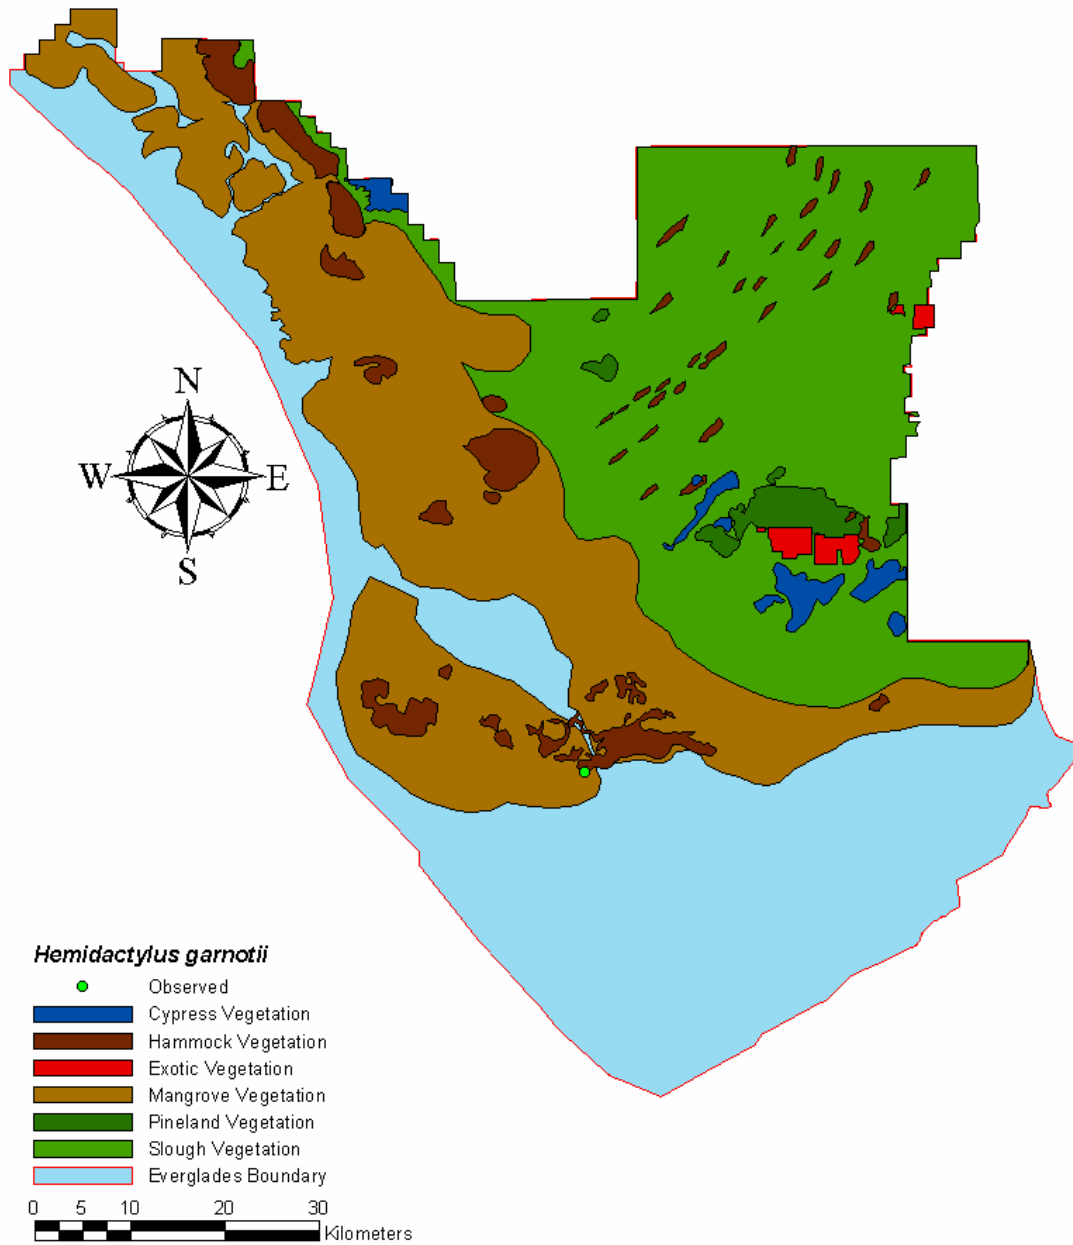 N
W E
S
Hemidactylus garnotii
Observed
Cypress Vegetation
Hammock Vegetation
Exotic Vegetation
Mangrove Vegetation
Pineland Vegetation
Slough Vegetation
Everglades Boundary
0 5 10 20 30
Kilometers